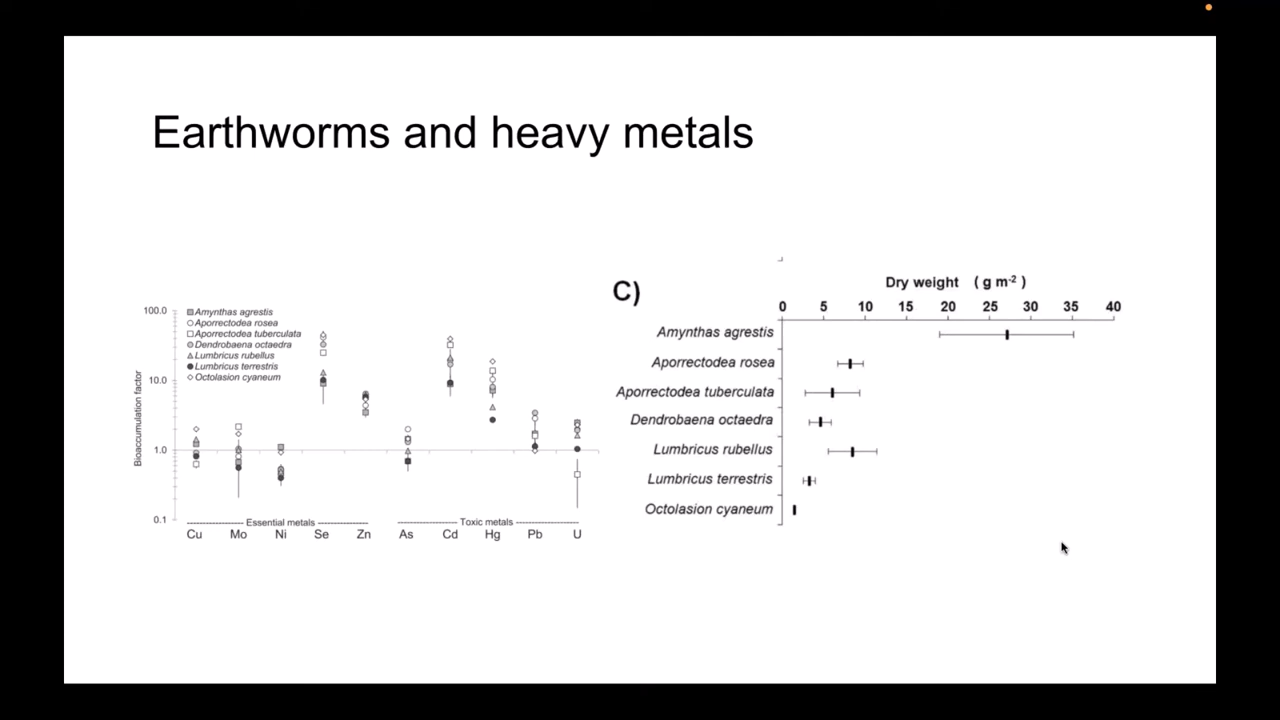 Earthworms and heavy metals
100.0
10.0
1.0
0.1
Bioaccumulation factor
Amynthas agrestis
Aporrectodea rosea
Aporrectodea tuberculata
Dendrobaena octaedra
Lumbricus rubellus
Lumbricus terrestris
Octolasion cyaneum
Essential metals
Toxic metals
Cu Mo Ni Se Zn As Cd Hg Pb U
C)
Dry weight ( g m-2 )
0 5 10 15 20 25 30 35 40
Amynthas agrestis
Aporrectodea rosea
Aporrectodea tuberculata
Dendrobaena octaedra
Lumbricus rubellus
Lumbricus terrestris
Octolasion cyaneum